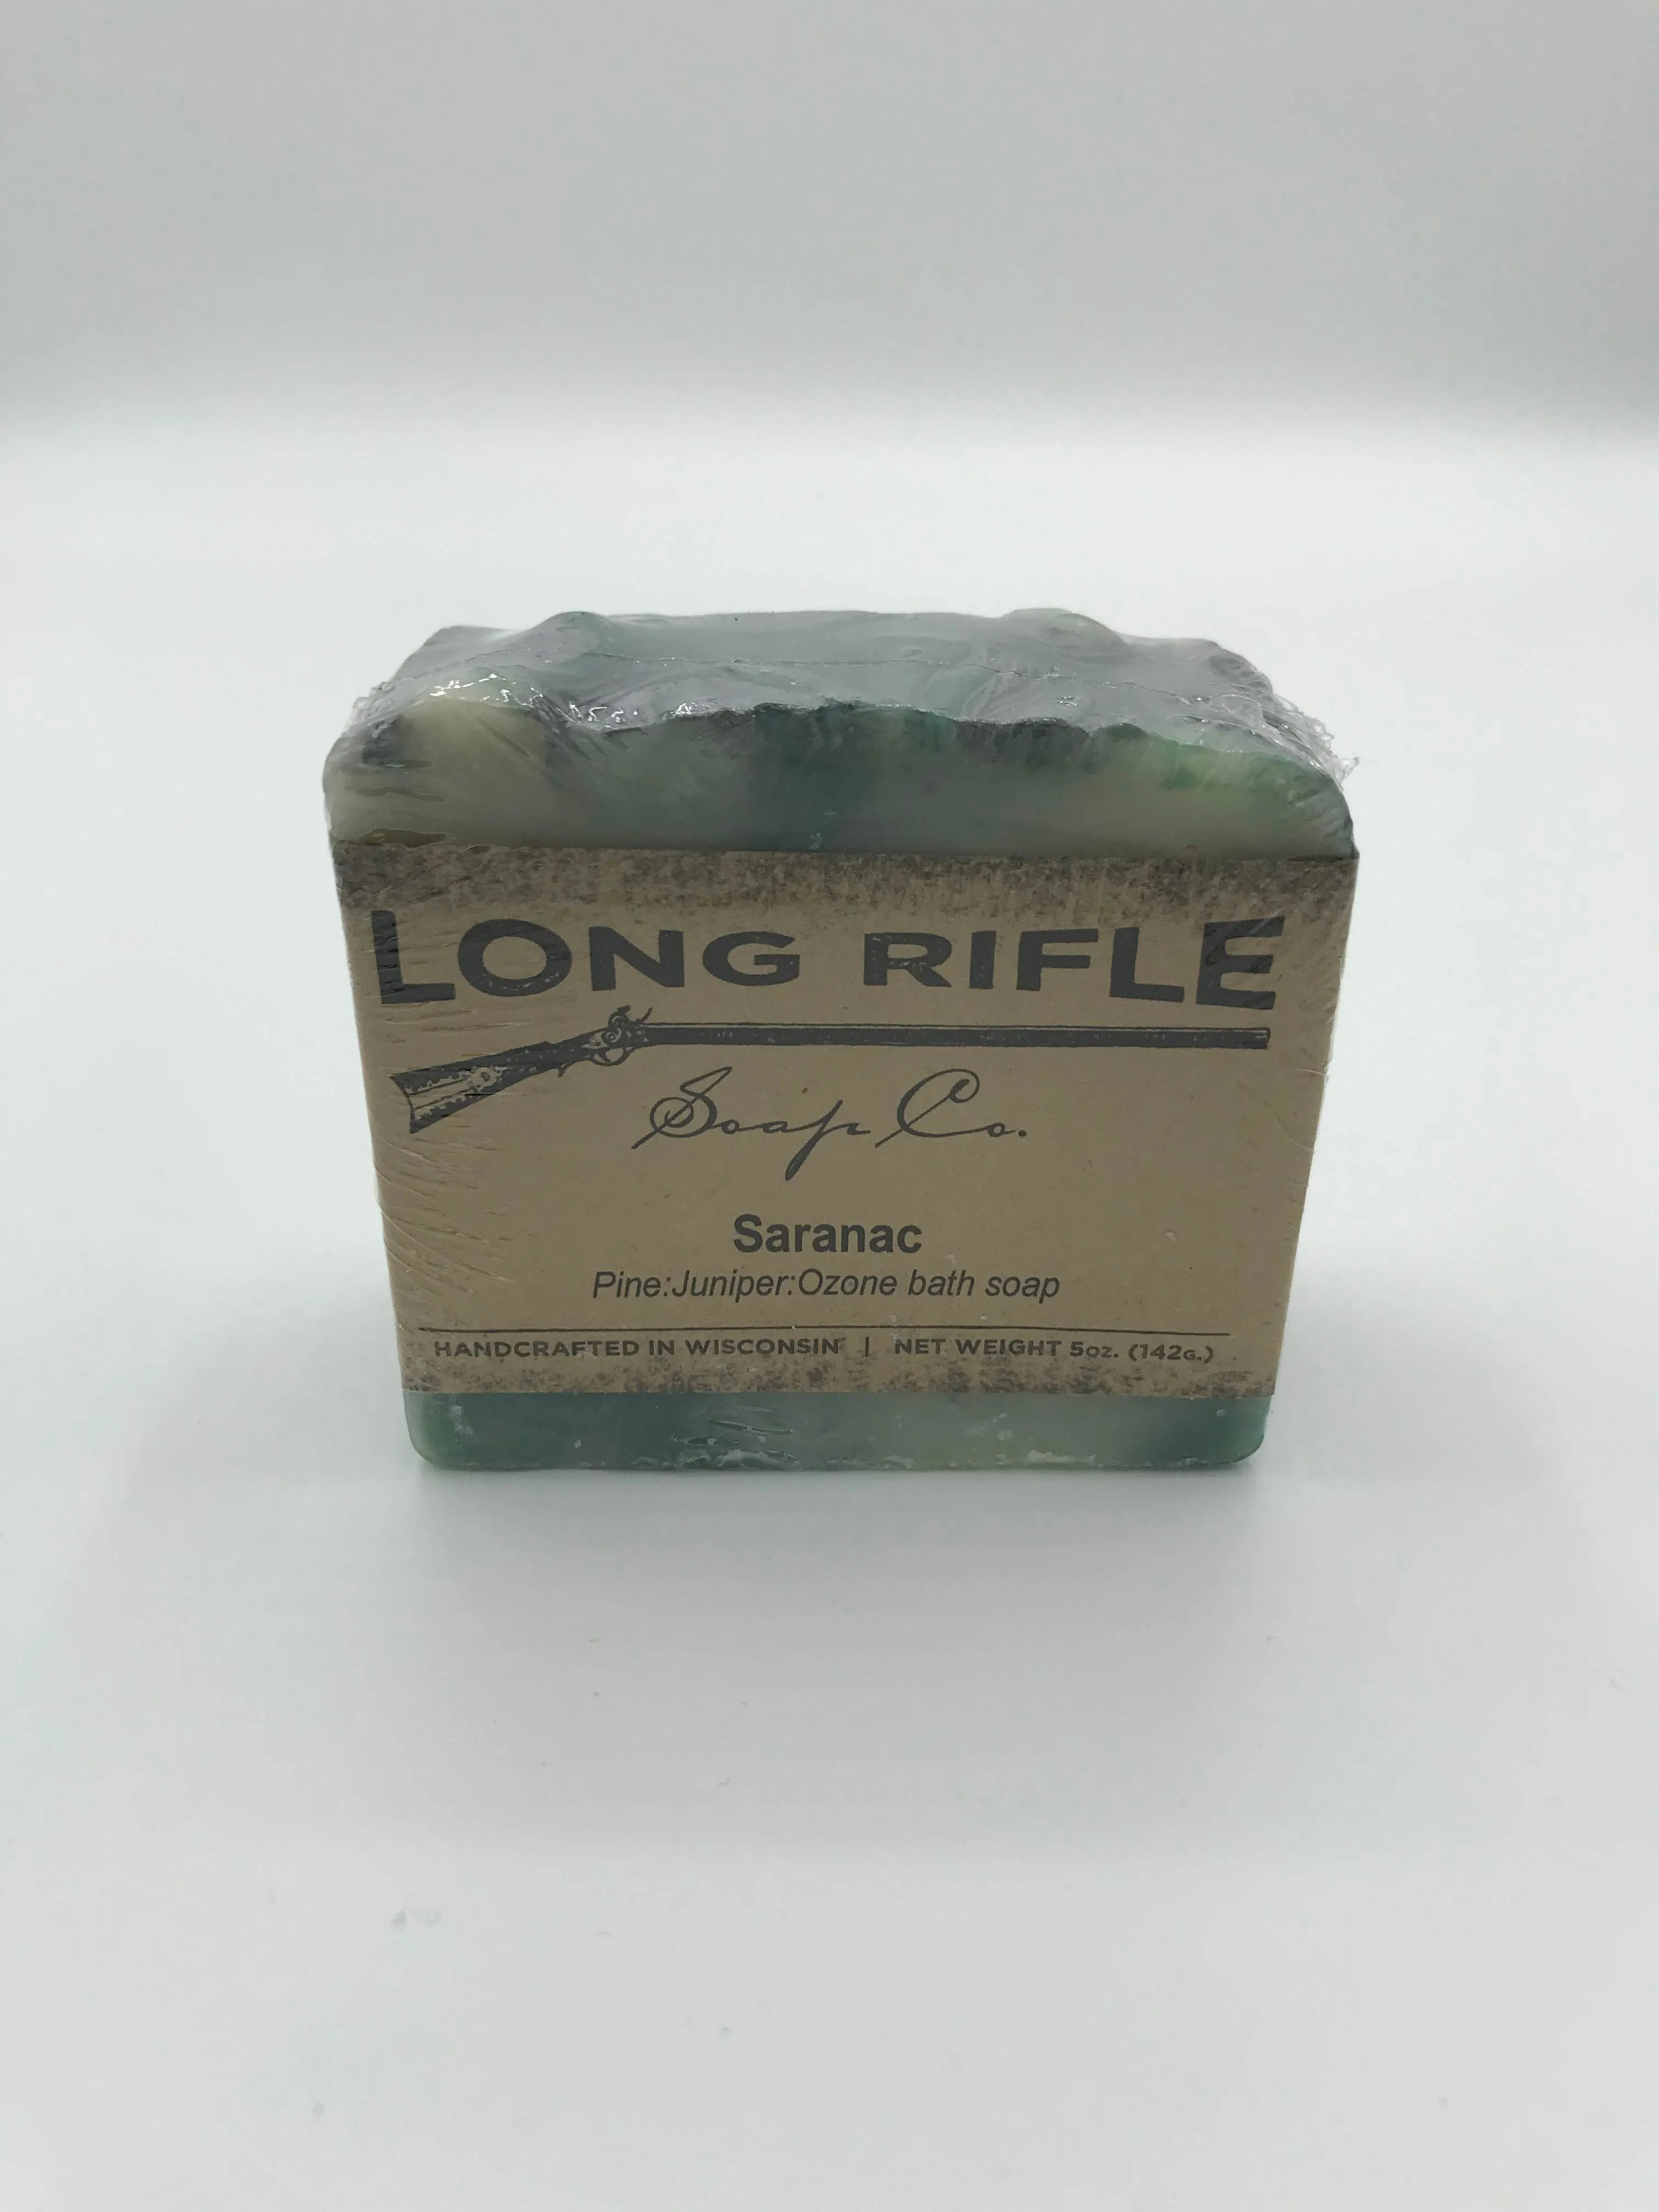 LONG RIFLE
Soap Co.
Saranac
Pine:Juniper:Ozone bath soap
HANDCRAFTED IN WISCONSIN | NET WEIGHT 5oz. (142G.)